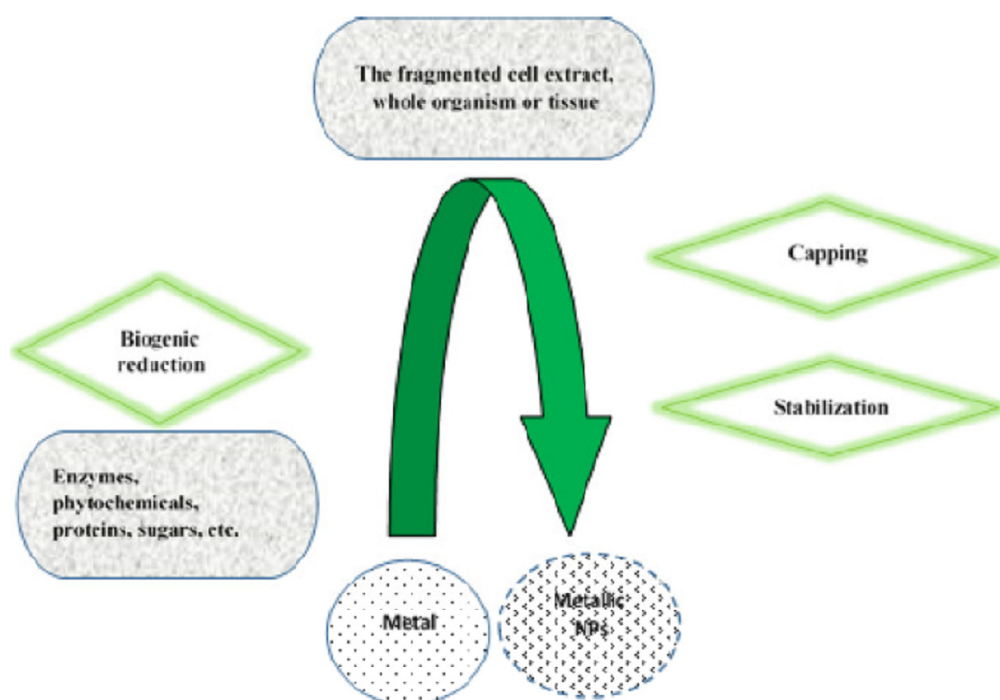 The fragmented cell extract,
whole organism or tissue
Capping
Biogenic
reduction
Stabilization
Enzymes,
phytochemicals,
proteins, sugars, etc.
Metal
Metallic
NPs